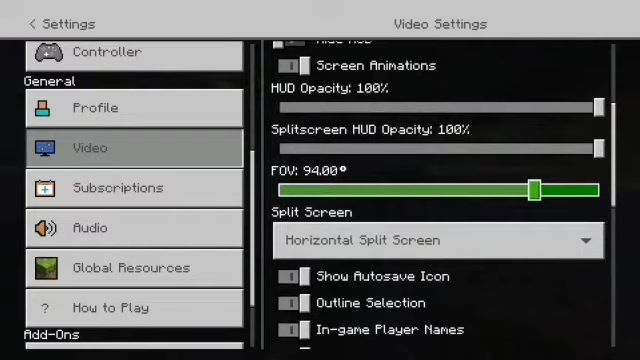 Settings
Video Settings
Controller
General
Profile
Video
Subscriptions
Audio
Global Resources
? How to Play
Add-Ons
Screen Animations
HUD Opacity: 100%
Splitscreen HUD Opacity: 100%
FOV: 94.00°
Split Screen
Horizontal Split Screen
Show Autosave Icon
Outline Selection
In-game Player Names